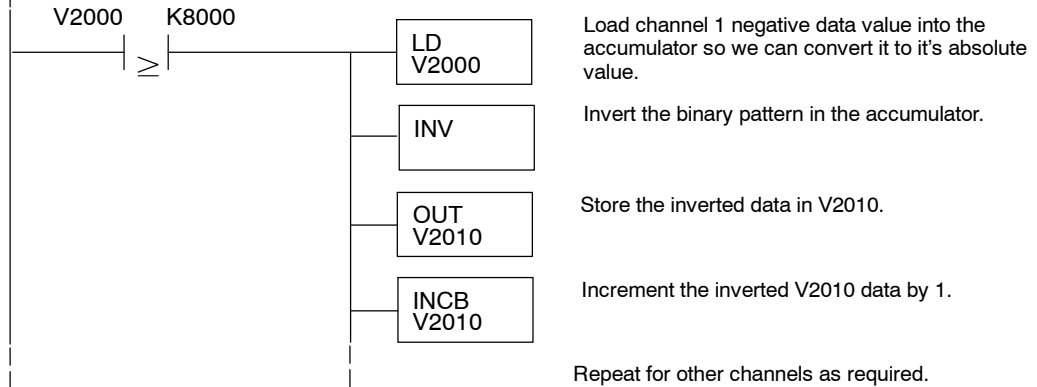 V2000 K8000
≥
LD
V2000
Load channel 1 negative data value into the
accumulator so we can convert it to it's absolute
value.
INV
Invert the binary pattern in the accumulator.
OUT
V2010
Store the inverted data in V2010.
INCB
V2010
Increment the inverted V2010 data by 1.
Repeat for other channels as required.